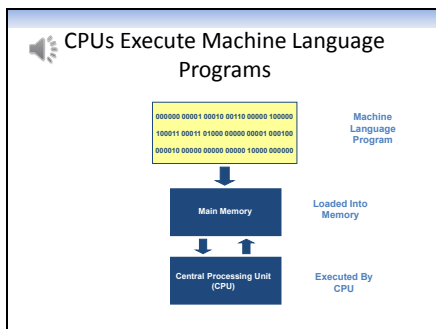 CPUs Execute Machine Language
Programs
000000 00001 00010 00110 00000 100000
100011 00011 01000 00000 00001 000100
000010 00000 00000 00000 10000 000000
Machine
Language
Program
Main Memory
Loaded Into
Memory
Central Processing Unit
(CPU)
Executed By
CPU